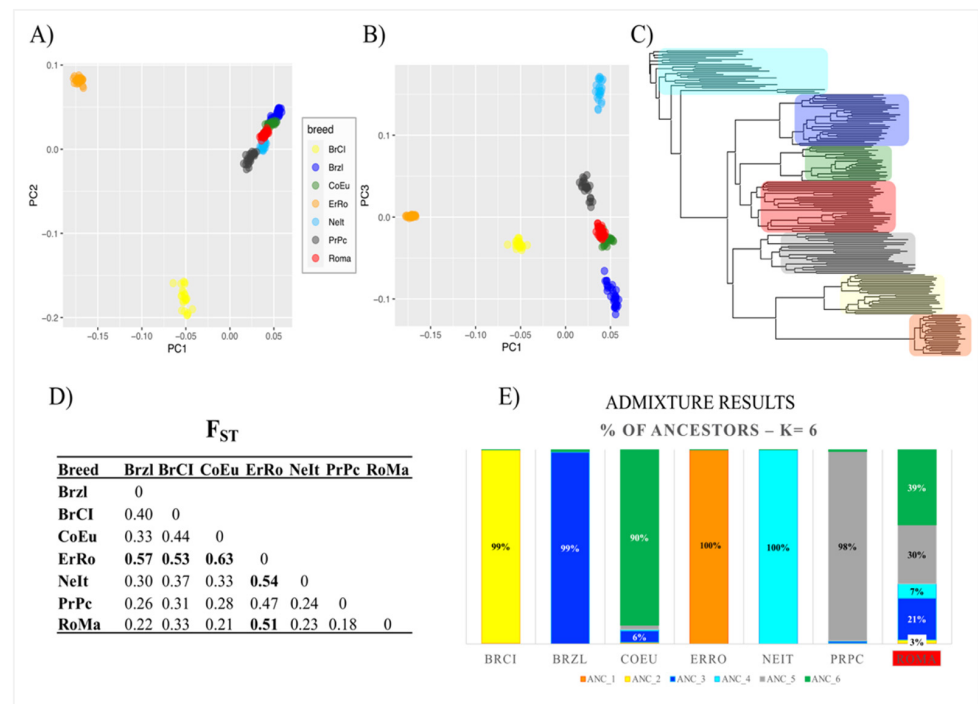 A)
B)
C)
0.1
0.0
−0.1
−0.2
PC2
−0.15
−0.10
−0.05
0.00
0.05
PC1
breed
BrCI
Brzl
CoEu
ErRo
NeIt
PrPc
Roma
0.1
0.0
−0.1
PC3
−0.15
−0.10
−0.05
0.00
0.05
PC1
D)
FST
Breed Brzl BrCI CoEu ErRo NeIt PrPc RoMa
Brzl 0
BrCI 0.40 0
CoEu 0.33 0.44 0
ErRo 0.57 0.53 0.63 0
NeIt 0.30 0.37 0.33 0.54 0
PrPc 0.26 0.31 0.28 0.47 0.24 0
RoMa 0.22 0.33 0.21 0.51 0.23 0.18 0
E)
ADMIXTURE RESULTS
% OF ANCESTORS – K= 6
99%
99%
90%
6%
100%
100%
98%
39%
30%
7%
21%
3%
BRCI BRZL COEU ERRO NEIT PRPC
ANC_1 ANC_2 ANC_3 ANC_4 ANC_5 ANC_6